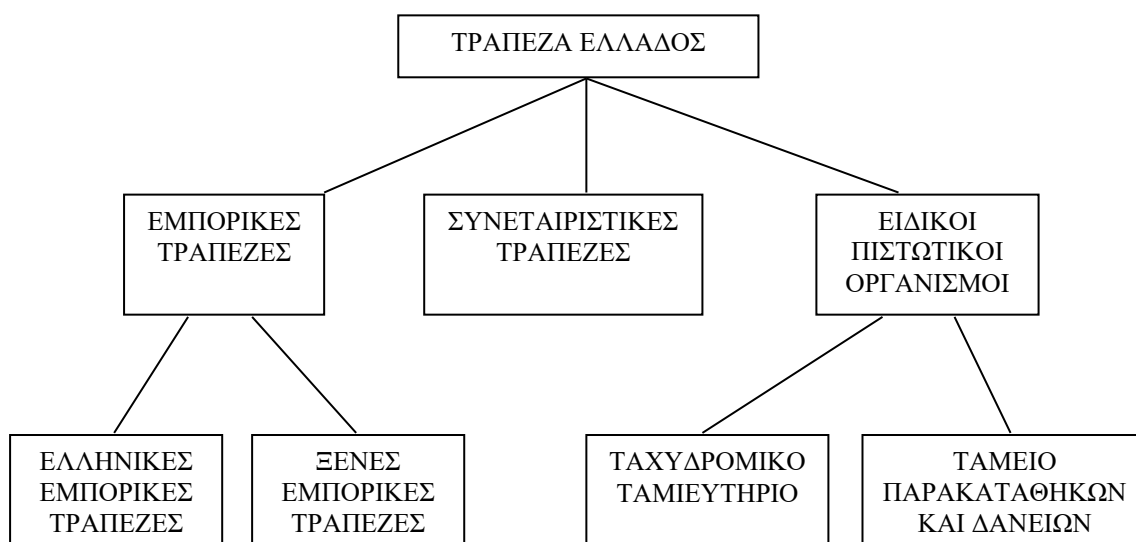 ΤΡΑΠΕΖΑ ΕΛΛΑΔΟΣ
ΕΜΠΟΡΙΚΕΣ
ΤΡΑΠΕΖΕΣ
ΣΥΝΕΤΑΙΡΙΣΤΙΚΕΣ
ΤΡΑΠΕΖΕΣ
ΕΙΔΙΚΟΙ
ΠΙΣΤΩΤΙΚΟΙ
ΟΡΓΑΝΙΣΜΟΙ
ΕΛΛΗΝΙΚΕΣ
ΕΜΠΟΡΙΚΕΣ
ΤΡΑΠΕΖΕΣ
ΞΕΝΕΣ
ΕΜΠΟΡΙΚΕΣ
ΤΡΑΠΕΖΕΣ
ΤΑΧΥΔΡΟΜΙΚΟ
ΤΑΜΙΕΥΤΗΡΙΟ
ΤΑΜΕΙΟ
ΠΑΡΑΚΑΤΑΘΗΚΩΝ
ΚΑΙ ΔΑΝΕΙΩΝ